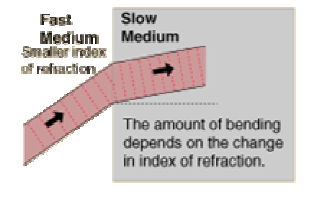 Fast
Medium
Smaller index
of refraction
Slow
Medium
The amount of bending
depends on the change
in index of refraction.